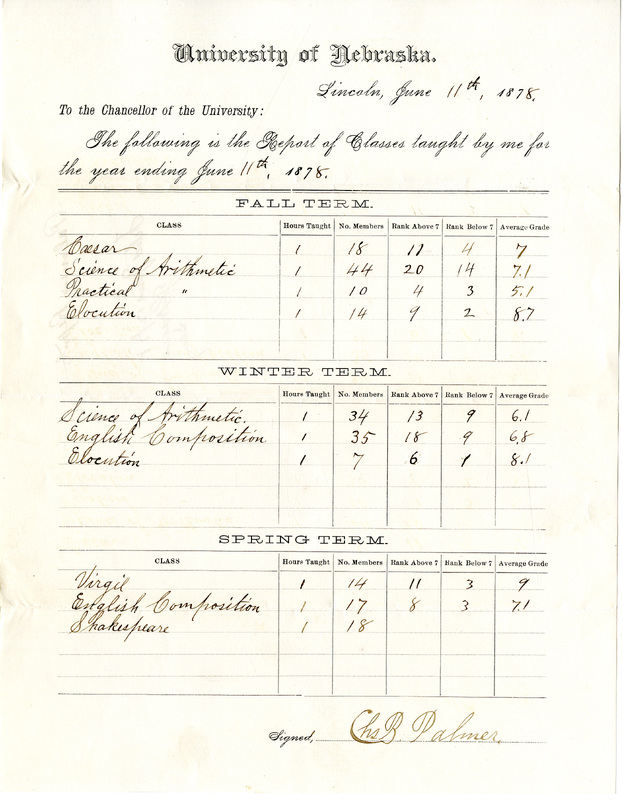 University of Nebraska.
Lincoln, June 11th, 1878.
To the Chancellor of the University:
The following is the Report of Classes taught by me for
the year ending June 11th, 1878.
FALL TERM.
CLASS Hours Taught No. Members Rank Above 7 Rank Below 7 Average Grade
Cæsar 1 18 11 4 7
Science of Arithmetic 1 44 20 14 7.1
Practical " 1 10 4 3 5.1
Elocution 1 14 9 2 8.7
WINTER TERM.
CLASS Hours Taught No. Members Rank Above 7 Rank Below 7 Average Grade
Science of Arithmetic. 1 34 13 9 6.1
English Composition 1 35 18 9 6.8
Elocution 1 7 6 1 8.1
SPRING TERM.
CLASS Hours Taught No. Members Rank Above 7 Rank Below 7 Average Grade
Virgil 1 14 11 3 9
English Composition 1 17 8 3 7.1
Shakespeare 1 18
Signed, Chs B. Palmer.